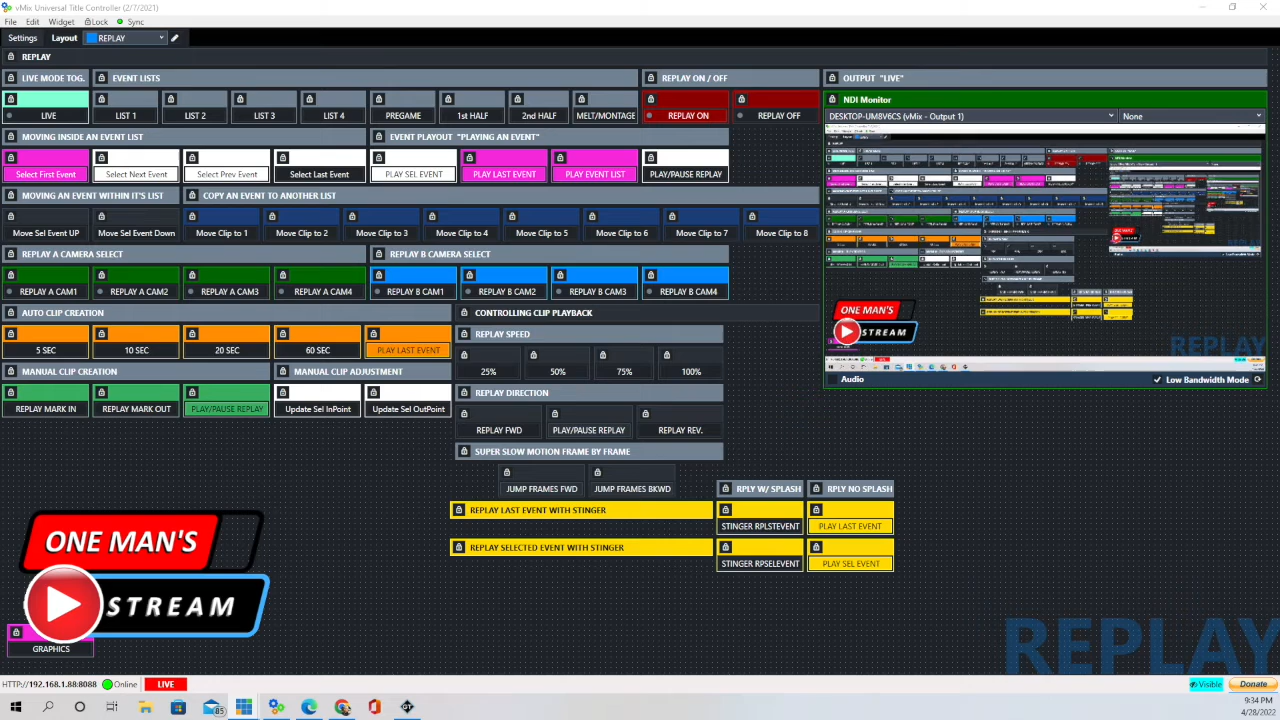 vMix Universal Title Controller (2/7/2021)
File Edit Widget Lock Sync
Settings Layout REPLAY
REPLAY
LIVE MODE TOG. EVENT LISTS REPLAY ON / OFF OUTPUT "LIVE"
NDI Monitor
LIVE LIST 1 LIST 2 LIST 3 LIST 4 PREGAME 1st HALF 2nd HALF MELT/MONTAGE REPLAY ON REPLAY OFF
DESKTOP-UM8V6CS (vMix - Output 1) None
MOVING INSIDE AN EVENT LIST EVENT PLAYOUT "PLAYING AN EVENT"
Select First Event Select Next Event Select Prev Event Select Last Event PLAY SEL EVENT PLAY LAST EVENT PLAY EVENT LIST PLAY/PAUSE REPLAY
MOVING AN EVENT WITHIN LIST COPY AN EVENT TO ANOTHER LIST
Move Sel Event UP Move Sel Down Move Clip to 2 Move Clip to 3 Move Clip to 4 Move Clip to 5 Move Clip to 6 Move Clip to 7 Move Clip to 8
REPLAY A CAMERA SELECT REPLAY B CAMERA SELECT
REPLAY A CAM1 REPLAY A CAM2 REPLAY A CAM3 REPLAY A CAM4 REPLAY B CAM1 REPLAY B CAM2 REPLAY B CAM3 REPLAY B CAM4
AUTO CLIP CREATION CONTROLLING CLIP PLAYBACK
ONE MAN'S
STREAM
REPLAY
REPLAY SPEED
5 SEC 10 SEC 20 SEC 60 SEC PLAY LAST EVENT
25% 50% 75% 100%
MANUAL CLIP CREATION MANUAL CLIP ADJUSTMENT
Audio Low Bandwidth Mode
REPLAY DIRECTION
REPLAY MARK IN REPLAY MARK OUT PLAY/PAUSE REPLAY Update Sel InPoint Update Sel OutPoint
REPLAY FWD PLAY/PAUSE REPLAY REPLAY REV.
SUPER SLOW MOTION FRAME BY FRAME
JUMP FRAMES FWD JUMP FRAMES BKWD RPLY W/ SPLASH RPLY NO SPLASH
REPLAY LAST EVENT WITH STINGER
STINGER RPLSTEVENT PLAY LAST EVENT
REPLAY SELECTED EVENT WITH STINGER
STINGER RPSELEVENT PLAY SEL EVENT
ONE MAN'S
STREAM
GRAPHICS
REPLAY
HTTP://192.168.1.88:8088 Online LIVE Visible Donate
85
9:34 PM
4/28/2022